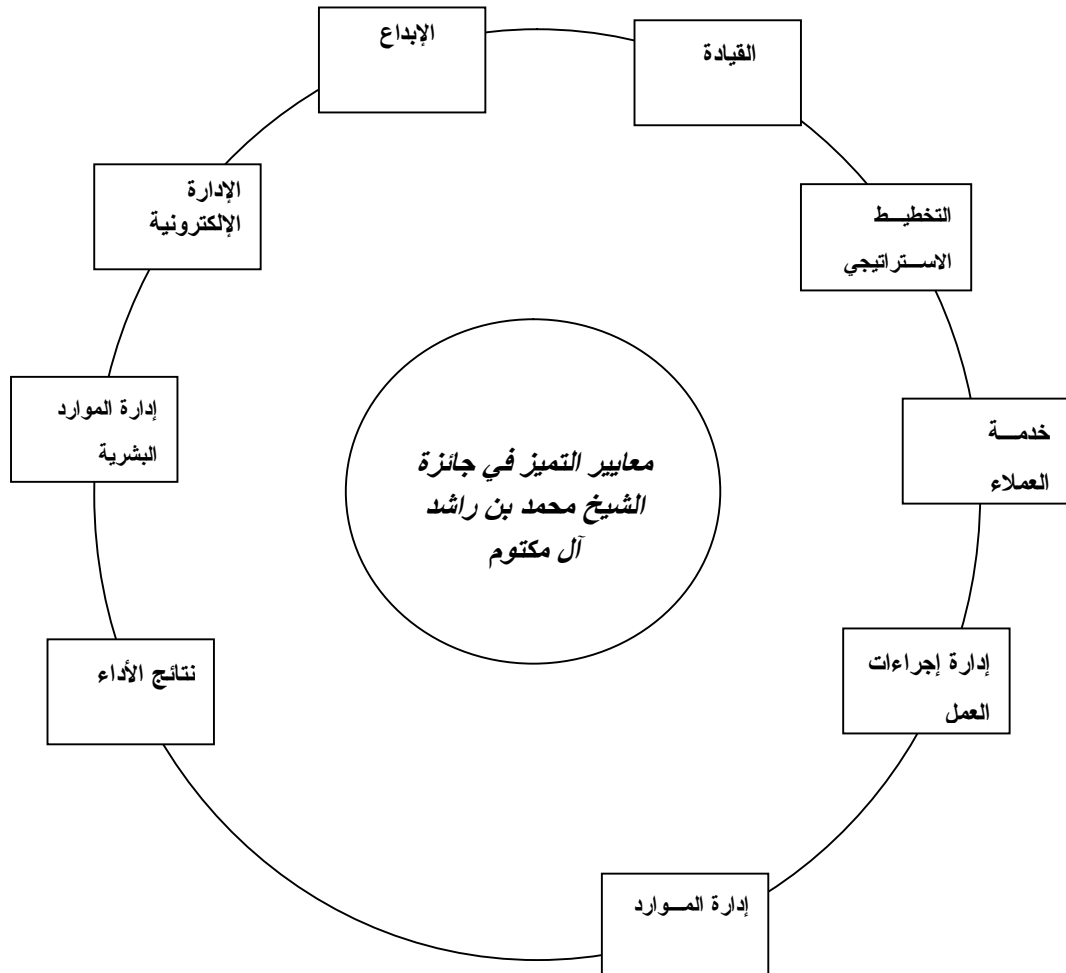 الإبداع
القيادة
الإدارة
الإلكترونية
التخطيط
الاستراتيجي
إدارة الموارد
البشرية
خدمة
العملاء
معايير التميز في جائزة
الشيخ محمد بن راشد
آل مكتوم
نتائج الأداء
إدارة إجراءات
العمل
إدارة الموارد